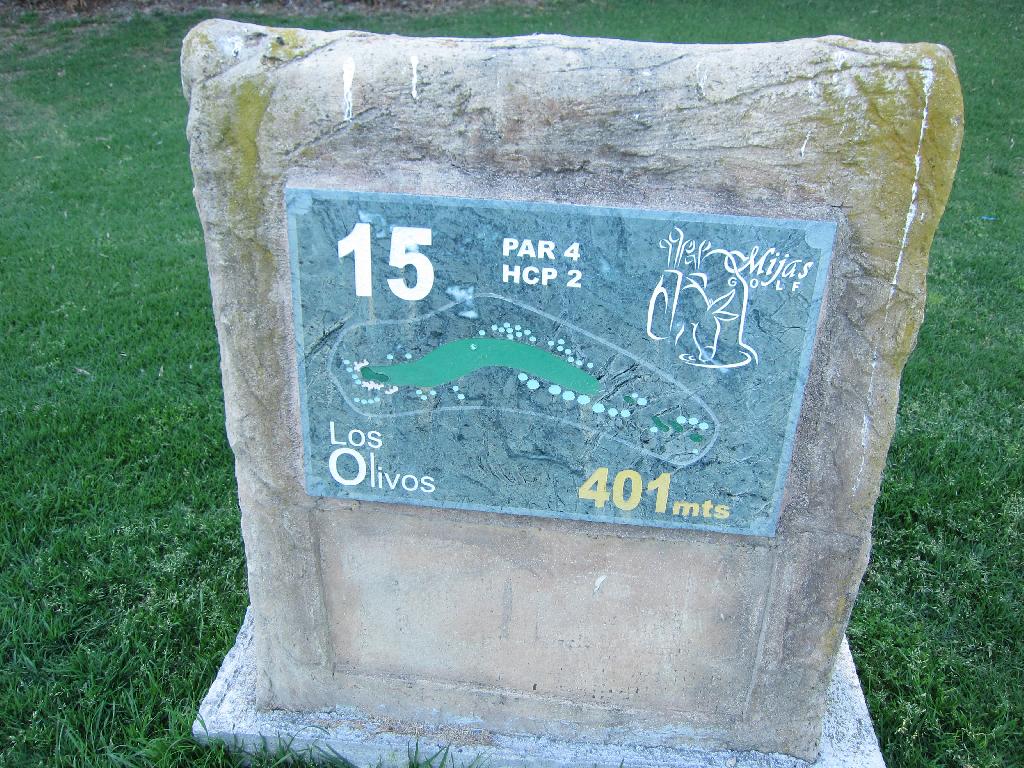 15
PAR 4
HCP 2
Mijas
GOLF
Los
Olivos
401mts